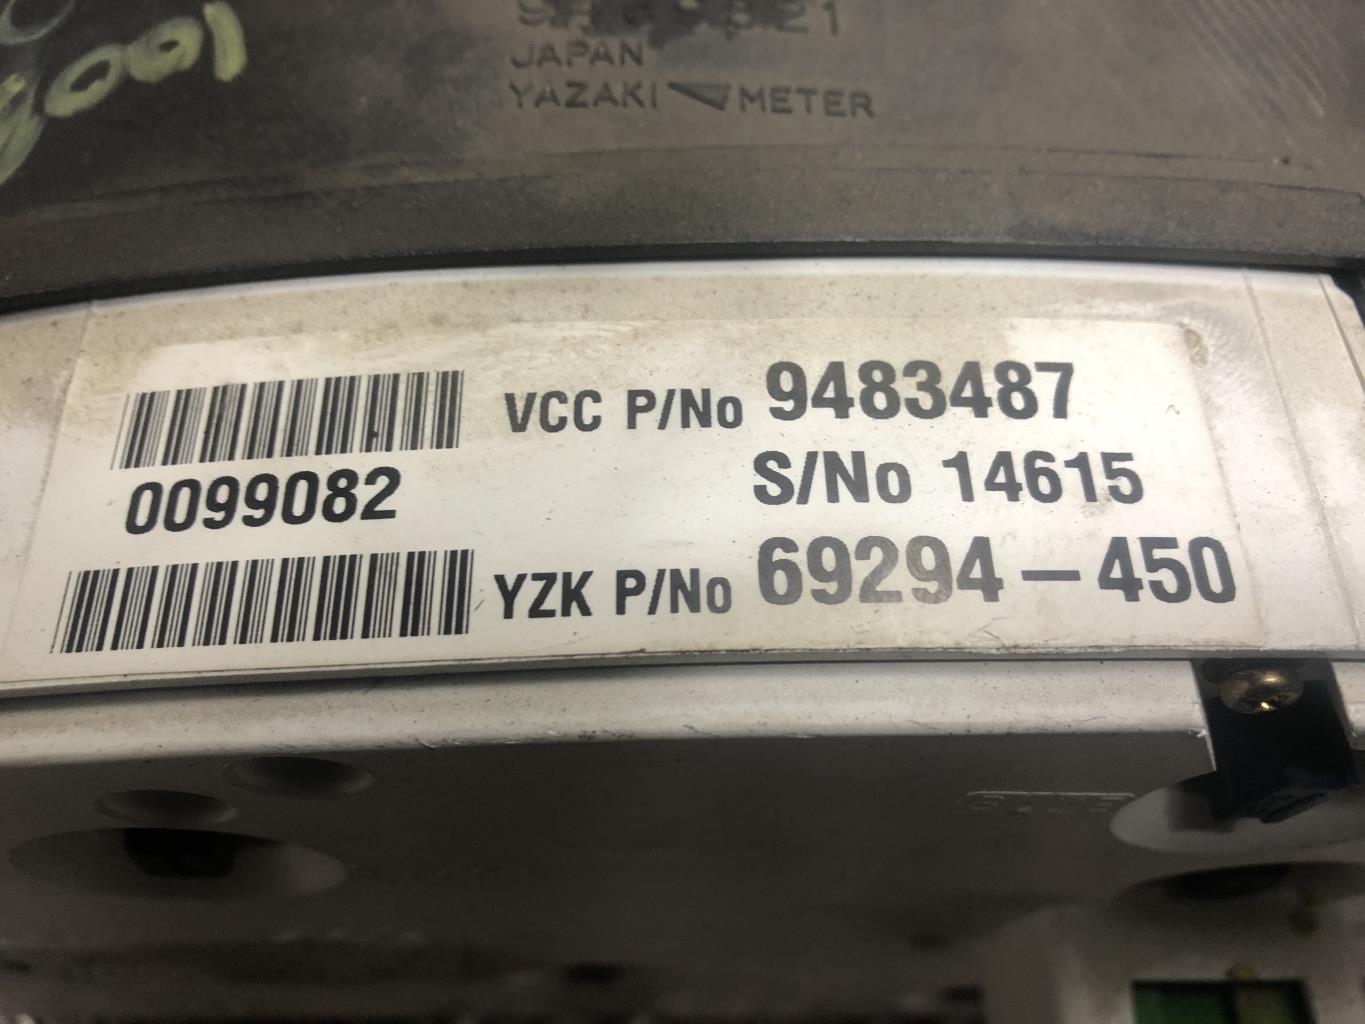 JAPAN
YAZAKI METER
VCC P/No 9483487
0099082
S/No 14615
YZK P/No 69294-450